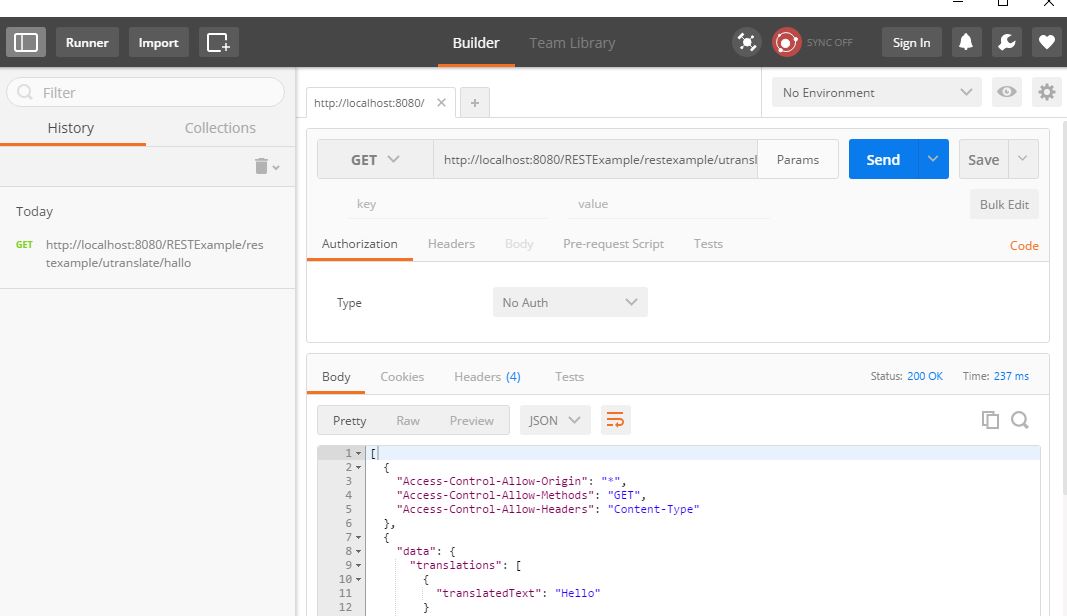 Runner Import Builder Team Library SYNC OFF Sign In
Filter
History Collections
Today
GET http://localhost:8080/RESTExample/res
texample/utranslate/hallo
http://localhost:8080/ No Environment
GET http://localhost:8080/RESTExample/restexample/utransl Params Send Save
key value Bulk Edit
Authorization Headers Body Pre-request Script Tests Code
Type No Auth
Body Cookies Headers (4) Tests Status: 200 OK Time: 237 ms
Pretty Raw Preview JSON
1 [
2 {
3 "Access-Control-Allow-Origin": "*",
4 "Access-Control-Allow-Methods": "GET",
5 "Access-Control-Allow-Headers": "Content-Type"
6 },
7 {
8 "data": {
9 "translations": [
10 {
11 "translatedText": "Hello"
12 }